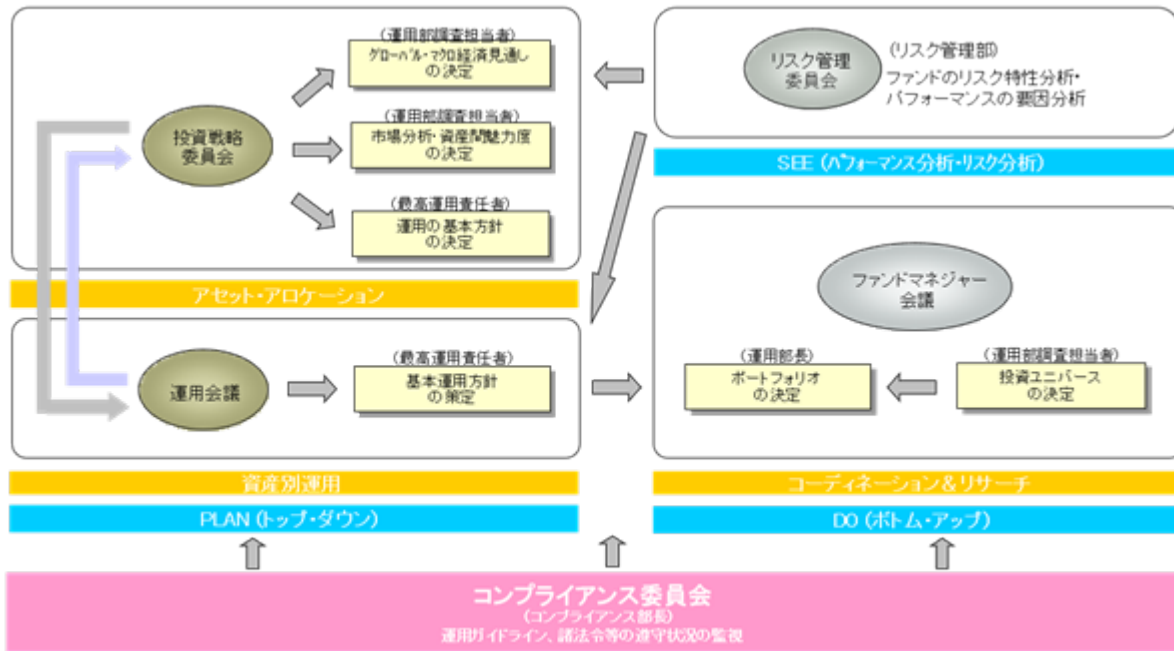 (運用部調査担当者)
グローバル・マクロ経済見通し
の決定
投資戦略
委員会
(運用部調査担当者)
市場分析・資産間魅力度
の決定
(最高運用責任者)
運用の基本方針
の決定
アセット・アロケーション
運用会議
(最高運用責任者)
基本運用方針
の策定
資産別運用
PLAN (トップ・ダウン)
リスク管理
委員会
(リスク管理部)
ファンドのリスク特性分析・
パフォーマンスの要因分析
SEE (パフォーマンス分析・リスク分析)
ファンドマネジャー
会議
(運用部長)
ポートフォリオ
の決定
(運用部調査担当者)
投資ユニバース
の決定
コーディネーション&リサーチ
DO (ボトム・アップ)
コンプライアンス委員会
(コンプライアンス部長)
運用ガイドライン、諸法令等の遵守状況の監視